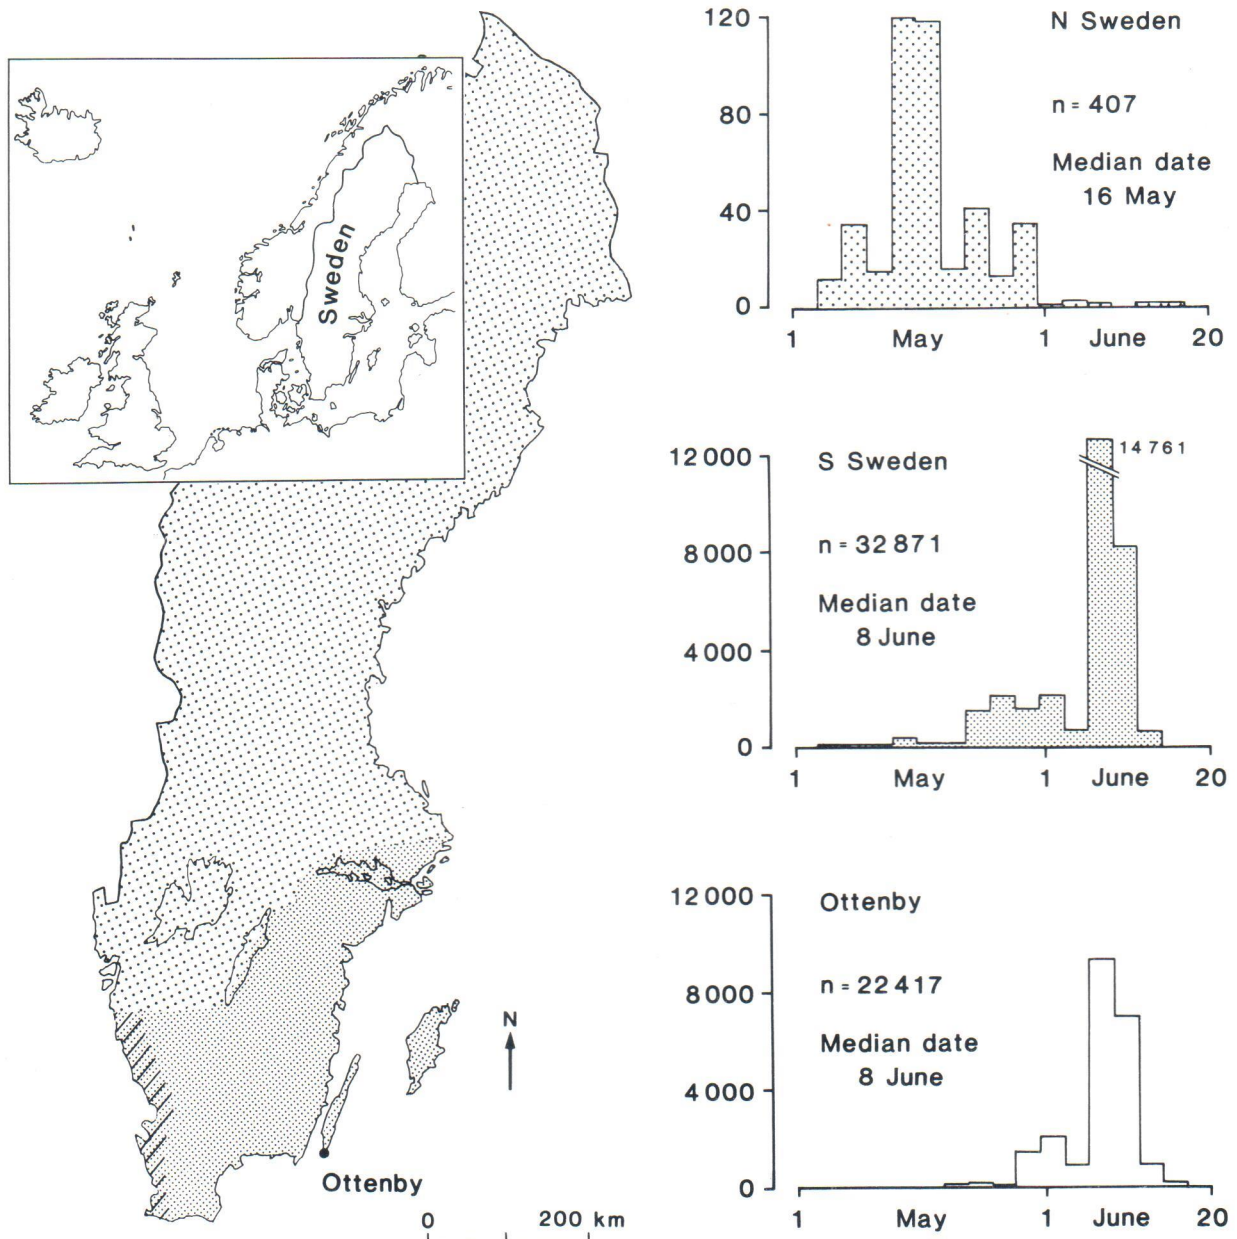 Sweden
N
Ottenby
0 200 km
N Sweden
n = 407
Median date
16 May
120
80
40
0
1 May 1 June 20
S Sweden
n = 32 871
Median date
8 June
14 761
12 000
8 000
4 000
0
1 May 1 June 20
Ottenby
n = 22 417
Median date
8 June
12 000
8 000
4 000
0
1 May 1 June 20